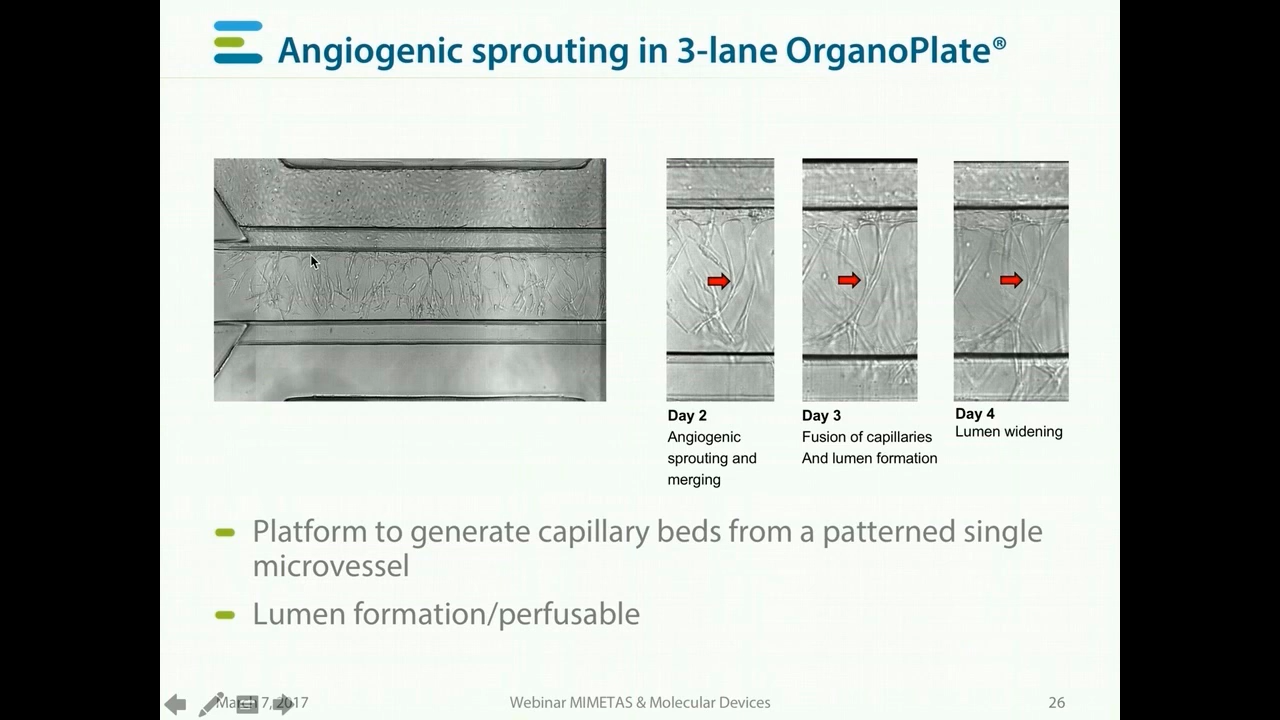 Angiogenic sprouting in 3-lane OrganoPlate®
Day 2
Angiogenic
sprouting and
merging
Day 3
Fusion of capillaries
And lumen formation
Day 4
Lumen widening
Platform to generate capillary beds from a patterned single
microvessel
Lumen formation/perfusable
March 7, 2017
Webinar MIMETAS & Molecular Devices
26